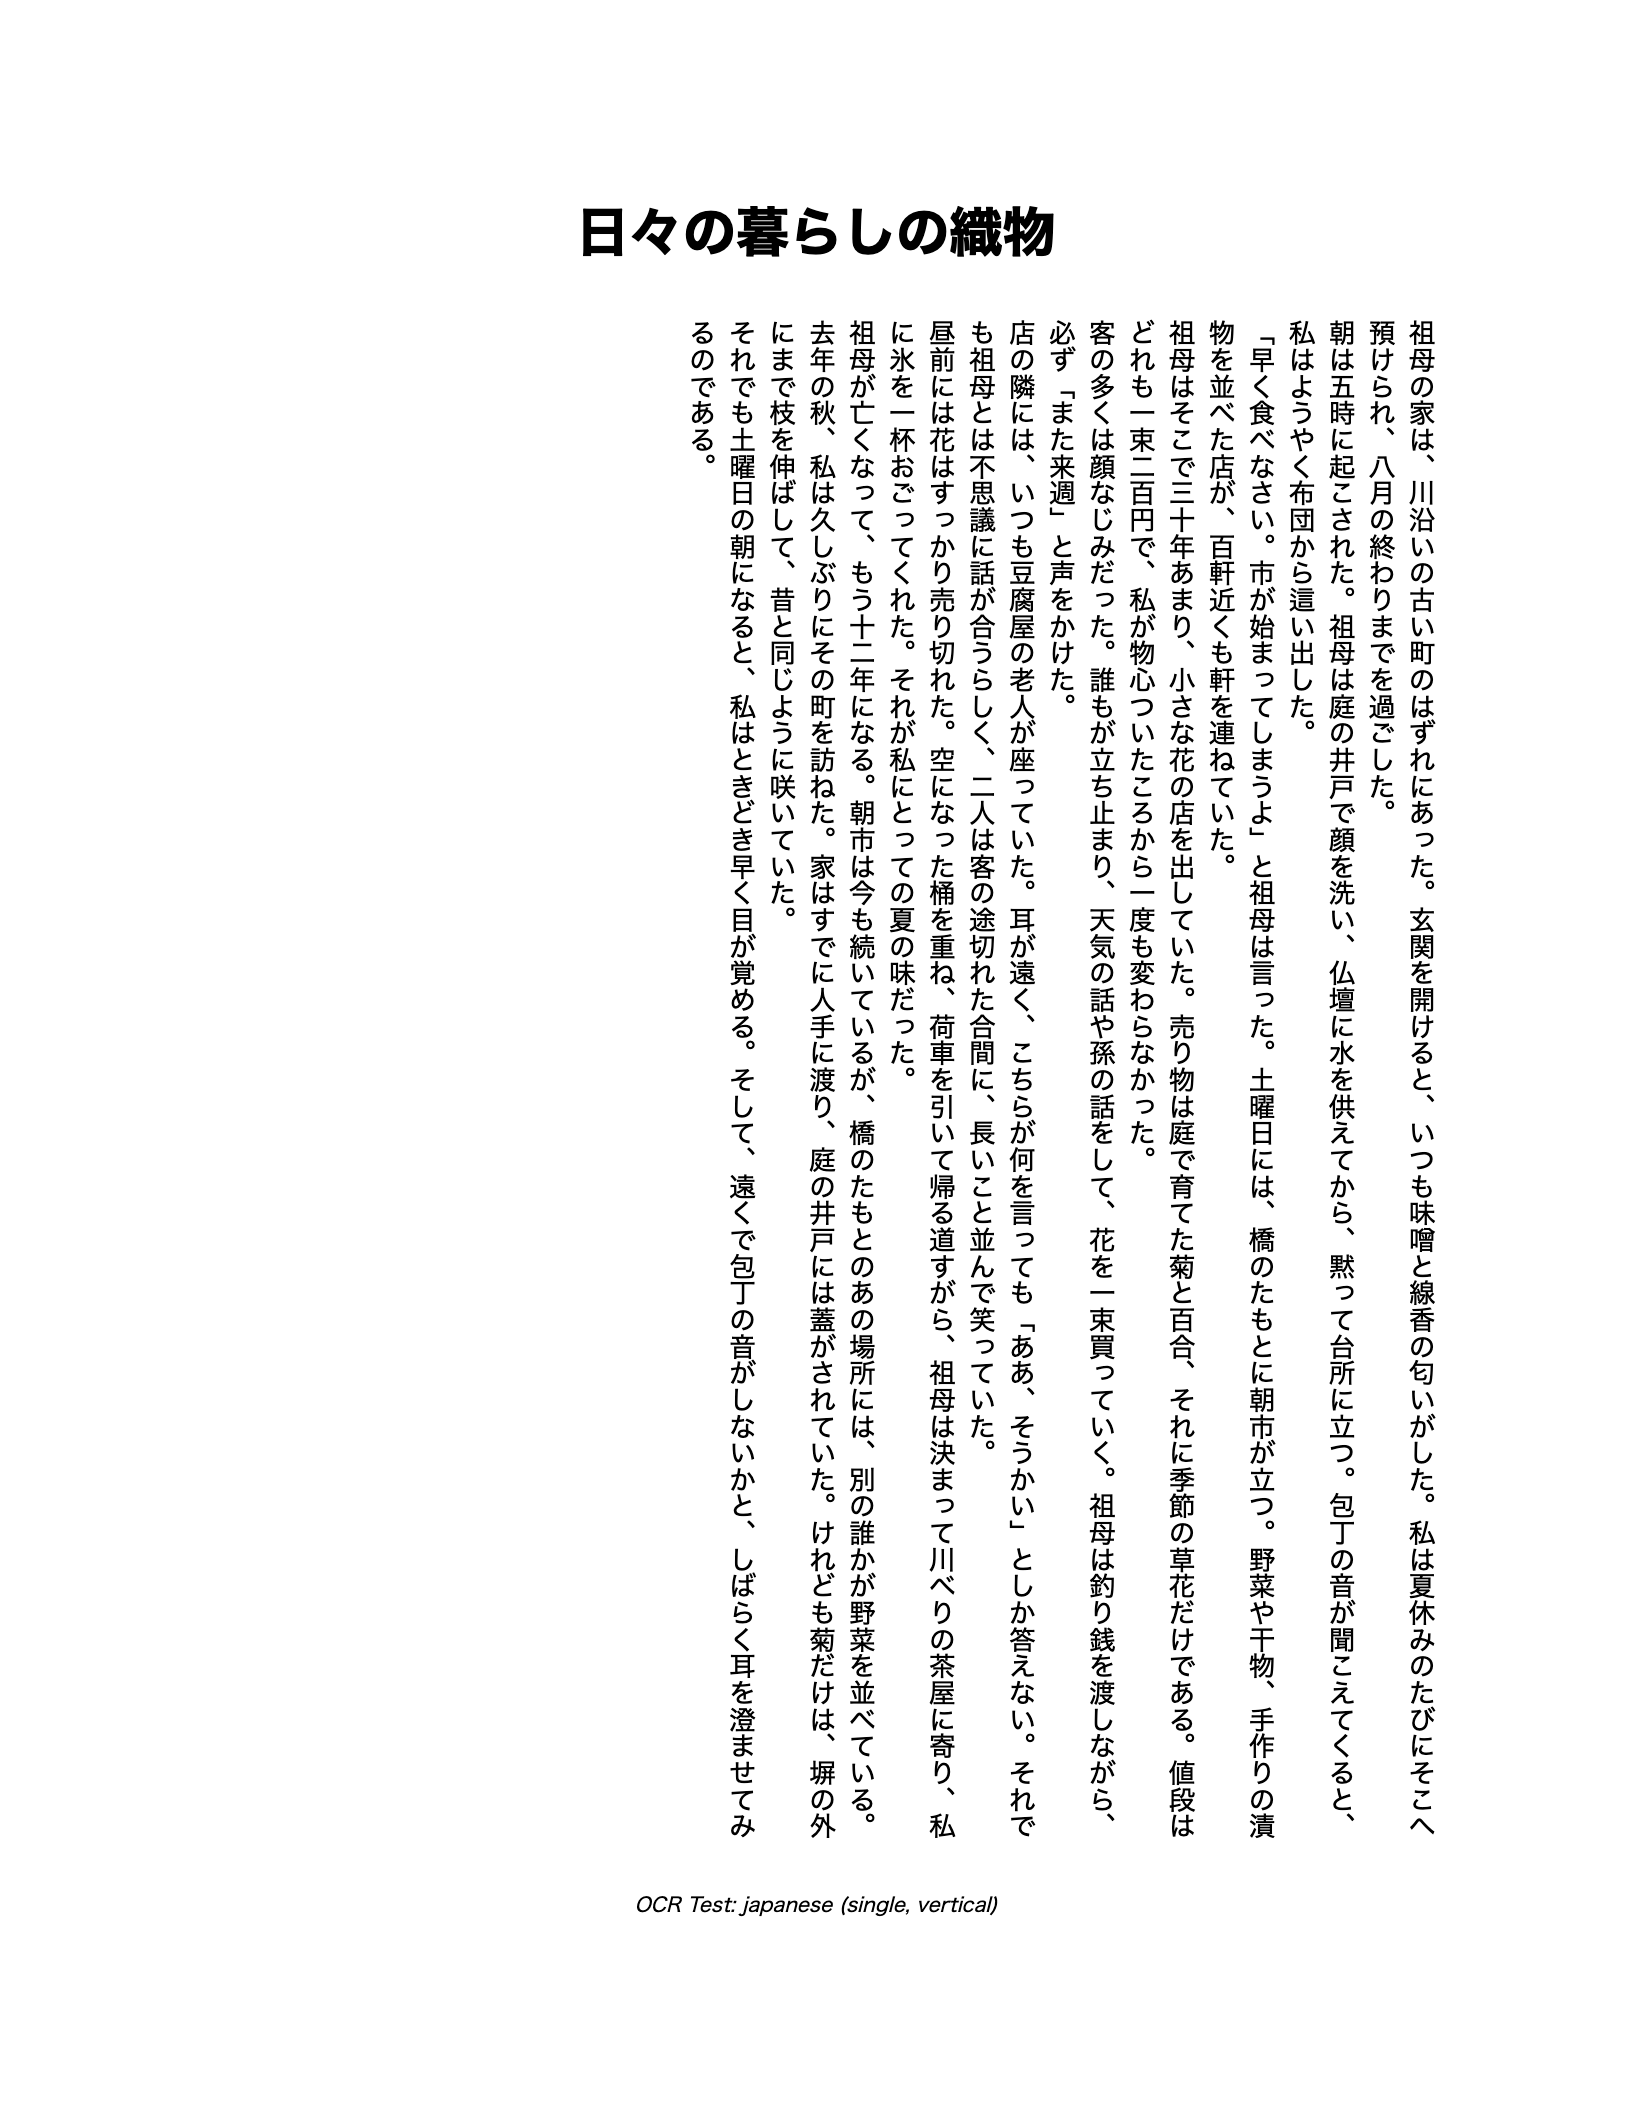 日々の暮らしの織物
祖母の家は、川沿いの古い町のはずれにあった。玄関を開けると、いつも味噌と線香の匂いがした。私は夏休みのたびにそこへ
預けられ、八月の終わりまでを過ごした。
朝は五時に起こされた。祖母は庭の井戸で顔を洗い、仏壇に水を供えてから、黙って台所に立つ。包丁の音が聞こえてくると、
私はようやく布団から這い出した。
「早く食べなさい。市が始まってしまうよ」と祖母は言った。土曜日には、橋のたもとに朝市が立つ。野菜や干物、手作りの漬
物を並べた店が、百軒近くも軒を連ねていた。
祖母はそこで三十年あまり、小さな花の店を出していた。売り物は庭で育てた菊と百合、それに季節の草花だけである。値段は
どれも一束二百円で、私が物心ついたころから一度も変わらなかった。
客の多くは顔なじみだった。誰もが立ち止まり、天気の話や孫の話をして、花を一束買っていく。祖母は釣り銭を渡しながら、
必ず「また来週」と声をかけた。
店の隣には、いつも豆腐屋の老人が座っていた。耳が遠く、こちらが何を言っても「ああ、そうかい」としか答えない。それで
も祖母とは不思議に話が合うらしく、二人は客の途切れた合間に、長いこと並んで笑っていた。
昼前には花はすっかり売り切れた。空になった桶を重ね、荷車を引いて帰る道すがら、祖母は決まって川べりの茶屋に寄り、私
に氷を一杯おごってくれた。それが私にとっての夏の味だった。
祖母が亡くなって、もう十二年になる。朝市は今も続いているが、橋のたもとのあの場所には、別の誰かが野菜を並べている。
去年の秋、私は久しぶりにその町を訪ねた。家はすでに人手に渡り、庭の井戸には蓋がされていた。けれども菊だけは、塀の外
にまで枝を伸ばして、昔と同じように咲いていた。
それでも土曜日の朝になると、私はときどき早く目が覚める。そして、遠くで包丁の音がしないかと、しばらく耳を澄ませてみ
るのである。
OCR Test: japanese (single, vertical)